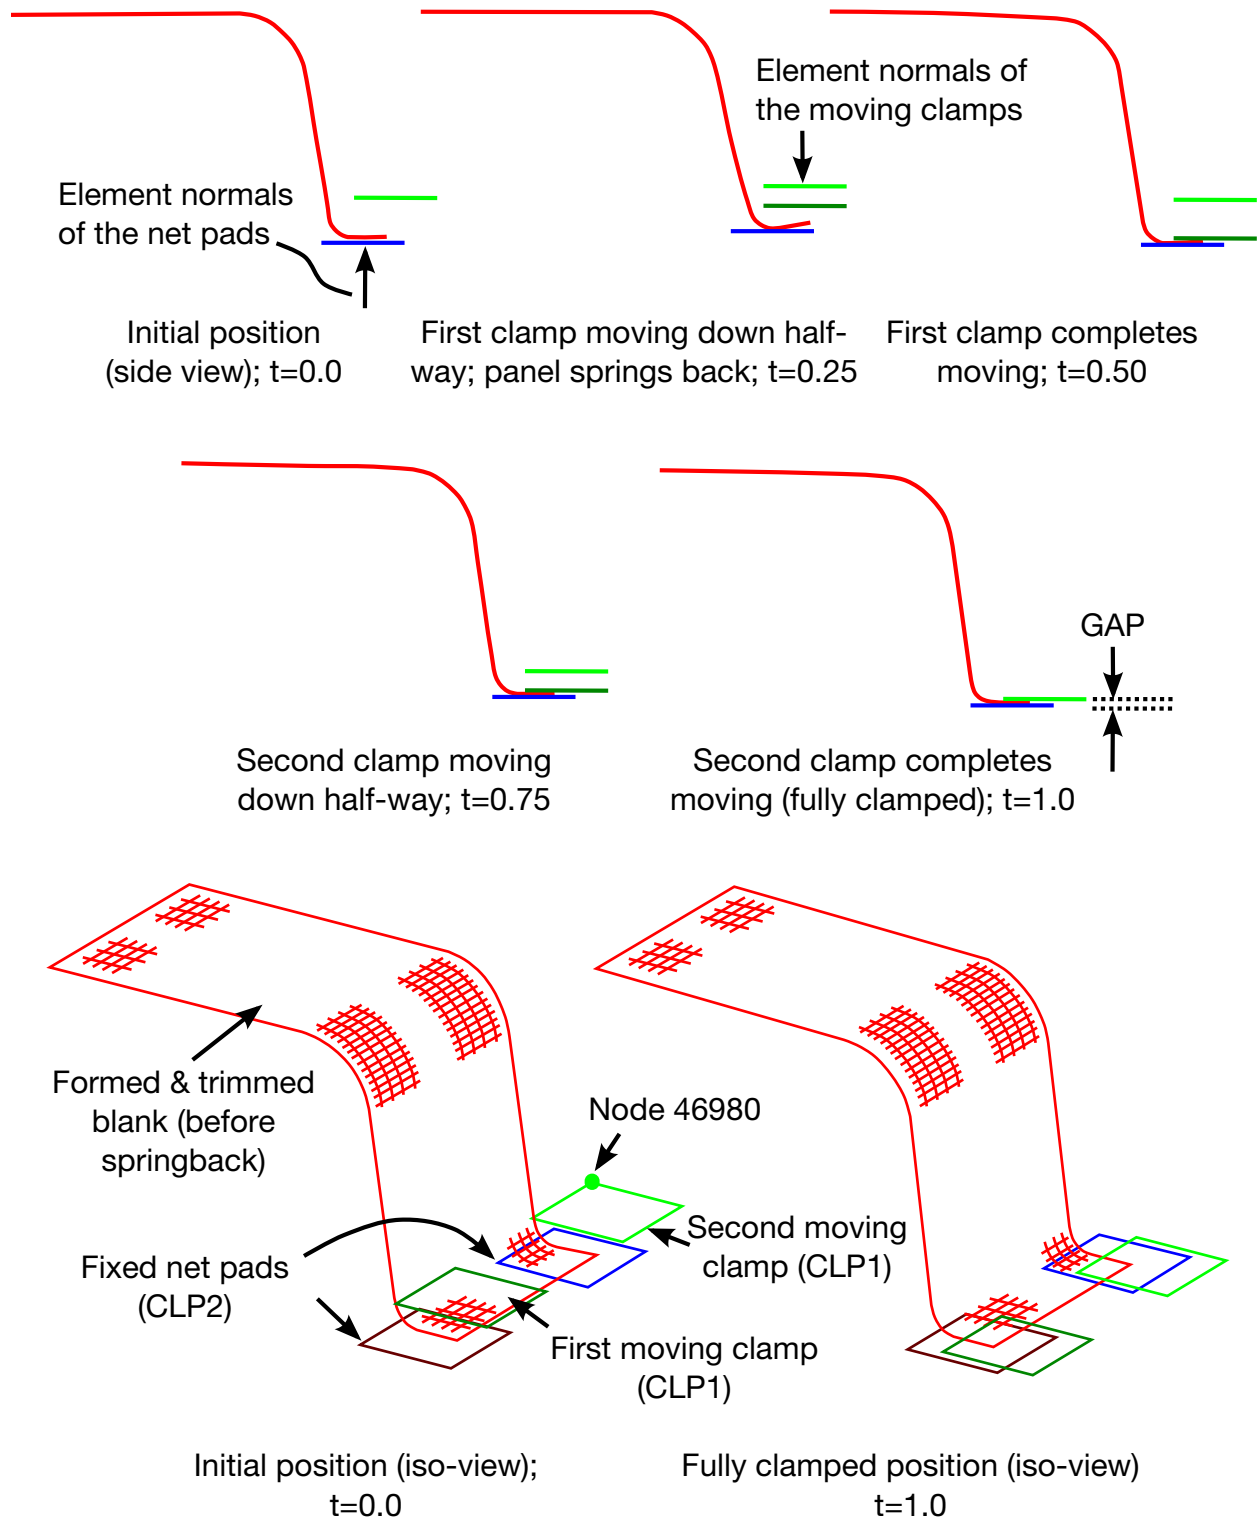 Element normals of
the moving clamps
Element normals
of the net pads
Initial position
(side view); t=0.0
First clamp moving down half-
way; panel springs back; t=0.25
First clamp completes
moving; t=0.50
GAP
Second clamp moving
down half-way; t=0.75
Second clamp completes
moving (fully clamped); t=1.0
Formed & trimmed
blank (before
springback)
Node 46980
Second moving
clamp (CLP1)
Fixed net pads
(CLP2)
First moving clamp
(CLP1)
Initial position (iso-view);
t=0.0
Fully clamped position (iso-view)
t=1.0